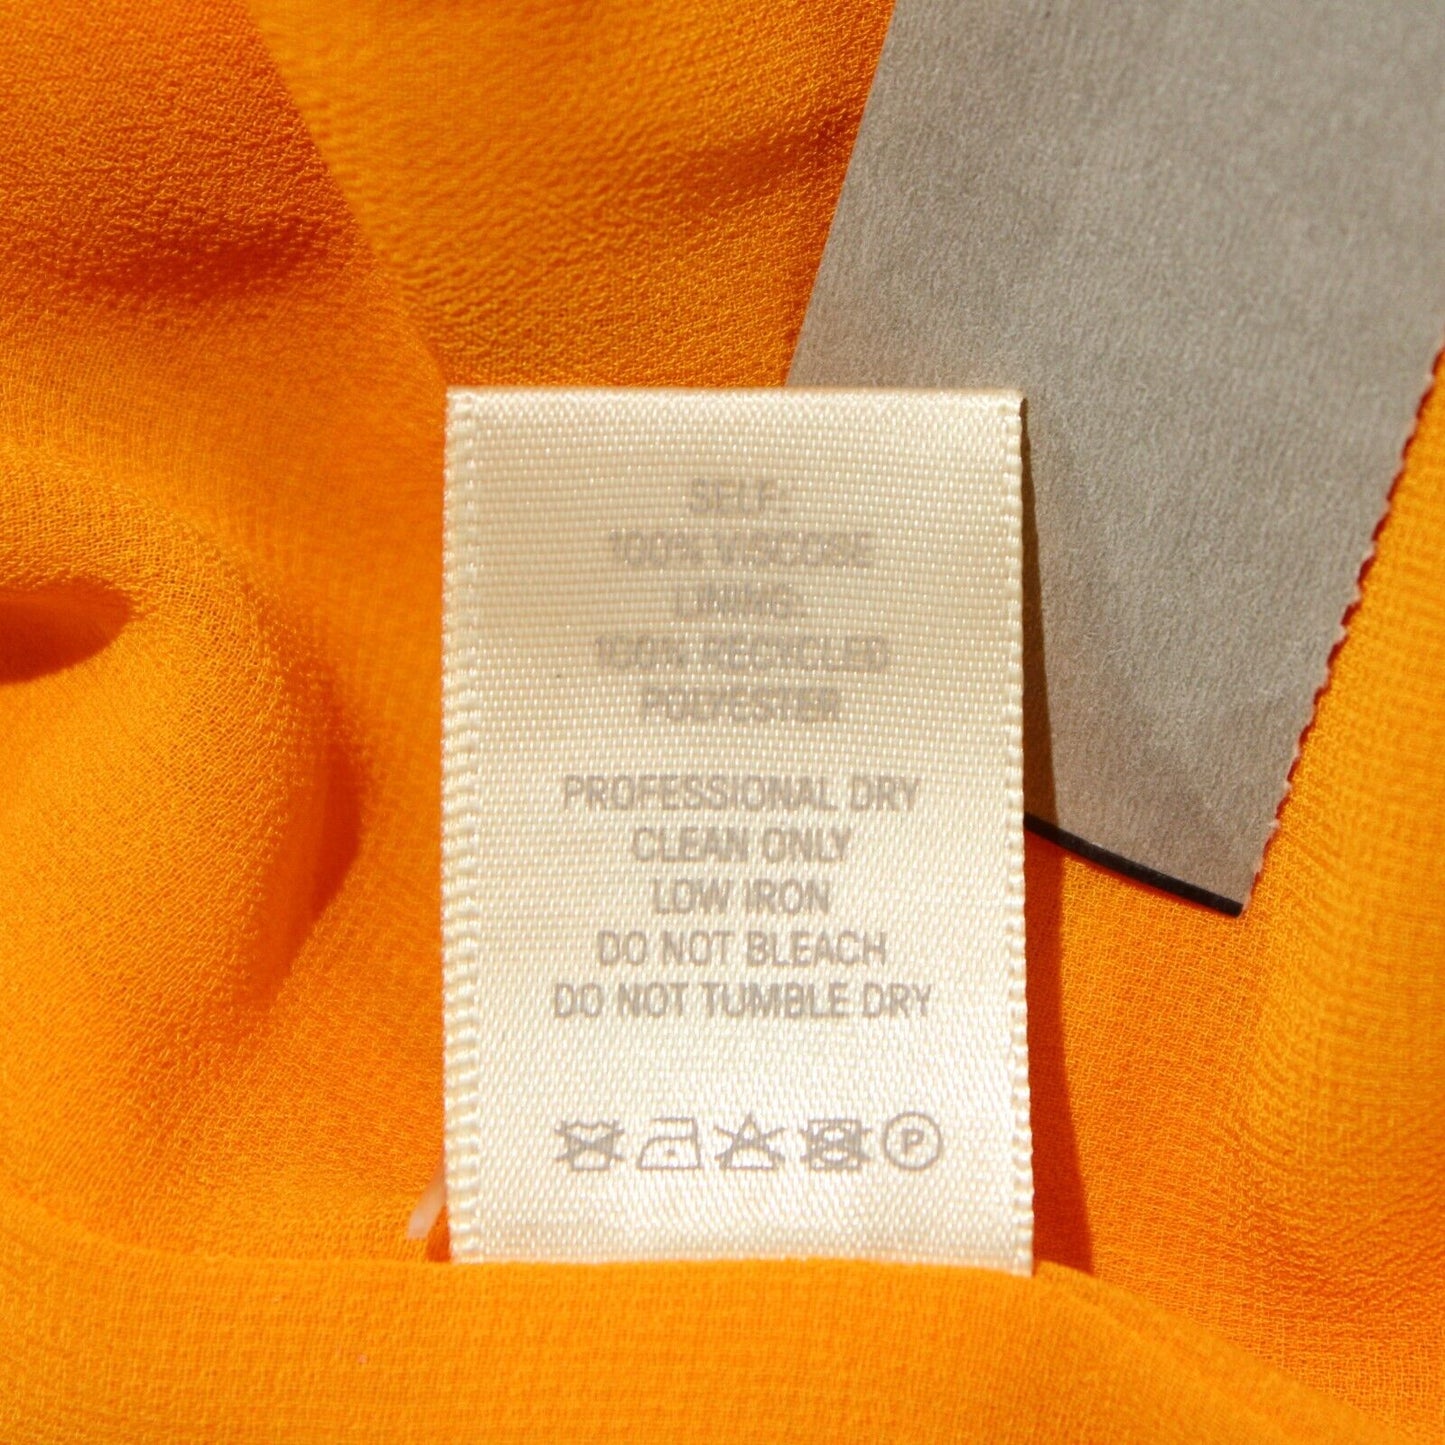 SELF:
100% VISCOSE
LINING:
100% RECYCLED
POLYESTER
PROFESSIONAL DRY
CLEAN ONLY
LOW IRON
DO NOT BLEACH
DO NOT TUMBLE DRY
P